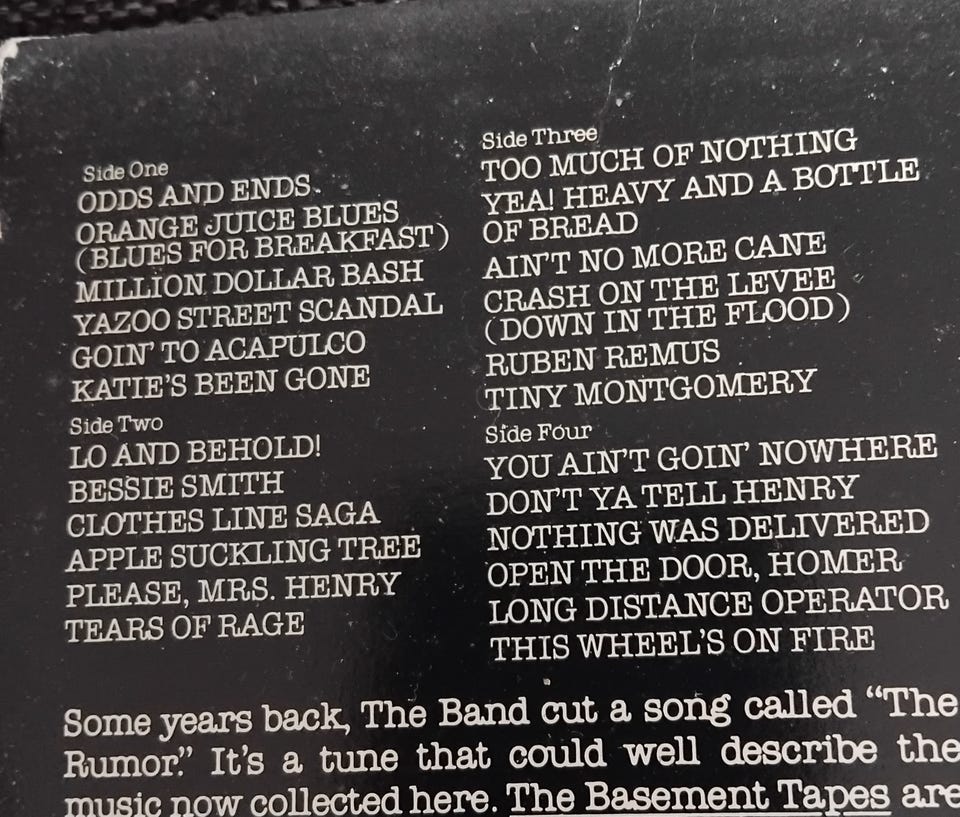 Side One
ODDS AND ENDS
ORANGE JUICE BLUES
(BLUES FOR BREAKFAST)
MILLION DOLLAR BASH
YAZOO STREET SCANDAL
GOIN' TO ACAPULCO
KATIE'S BEEN GONE
Side Two
LO AND BEHOLD!
BESSIE SMITH
CLOTHES LINE SAGA
APPLE SUCKLING TREE
PLEASE, MRS. HENRY
TEARS OF RAGE
Side Three
TOO MUCH OF NOTHING
YEA! HEAVY AND A BOTTLE
OF BREAD
AIN'T NO MORE CANE
CRASH ON THE LEVEE
(DOWN IN THE FLOOD)
RUBEN REMUS
TINY MONTGOMERY
Side Four
YOU AIN'T GOIN' NOWHERE
DON'T YA TELL HENRY
NOTHING WAS DELIVERED
OPEN THE DOOR, HOMER
LONG DISTANCE OPERATOR
THIS WHEEL'S ON FIRE
Some years back, The Band cut a song called “The
Rumor.” It's a tune that could well describe the
music now collected here. The Basement Tapes are